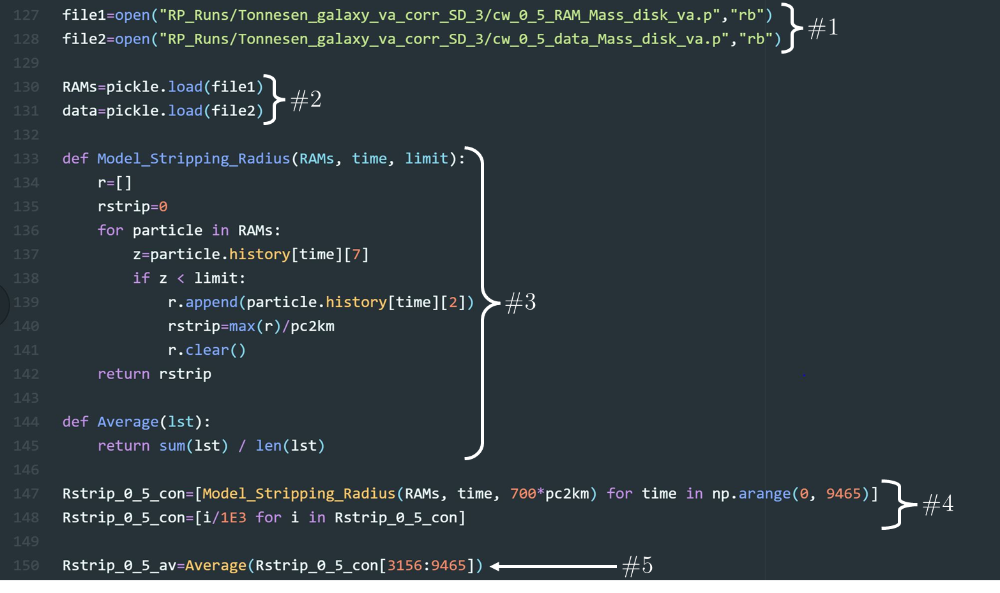 127 file1=open("RP_Runs/Tonnesen_galaxy_va_corr_SD_3/cw_0_5_RAM_Mass_disk_va.p","rb") #1
128 file2=open("RP_Runs/Tonnesen_galaxy_va_corr_SD_3/cw_0_5_data_Mass_disk_va.p","rb")
129
130 RAMs=pickle.load(file1) #2
131 data=pickle.load(file2)
132
133 def Model_Stripping_Radius(RAMs, time, limit):
134     r=[]
135     rstrip=0
136     for particle in RAMs:
137         z=particle.history[time][7]
138         if z < limit:
139             r.append(particle.history[time][2]) #3
140             rstrip=max(r)/pc2km
141             r.clear()
142     return rstrip
143
144 def Average(lst):
145     return sum(lst) / len(lst)
146
147 Rstrip_0_5_con=[Model_Stripping_Radius(RAMs, time, 700*pc2km) for time in np.arange(0, 9465)] #4
148 Rstrip_0_5_con=[i/1E3 for i in Rstrip_0_5_con]
149
150 Rstrip_0_5_av=Average(Rstrip_0_5_con[3156:9465]) #5